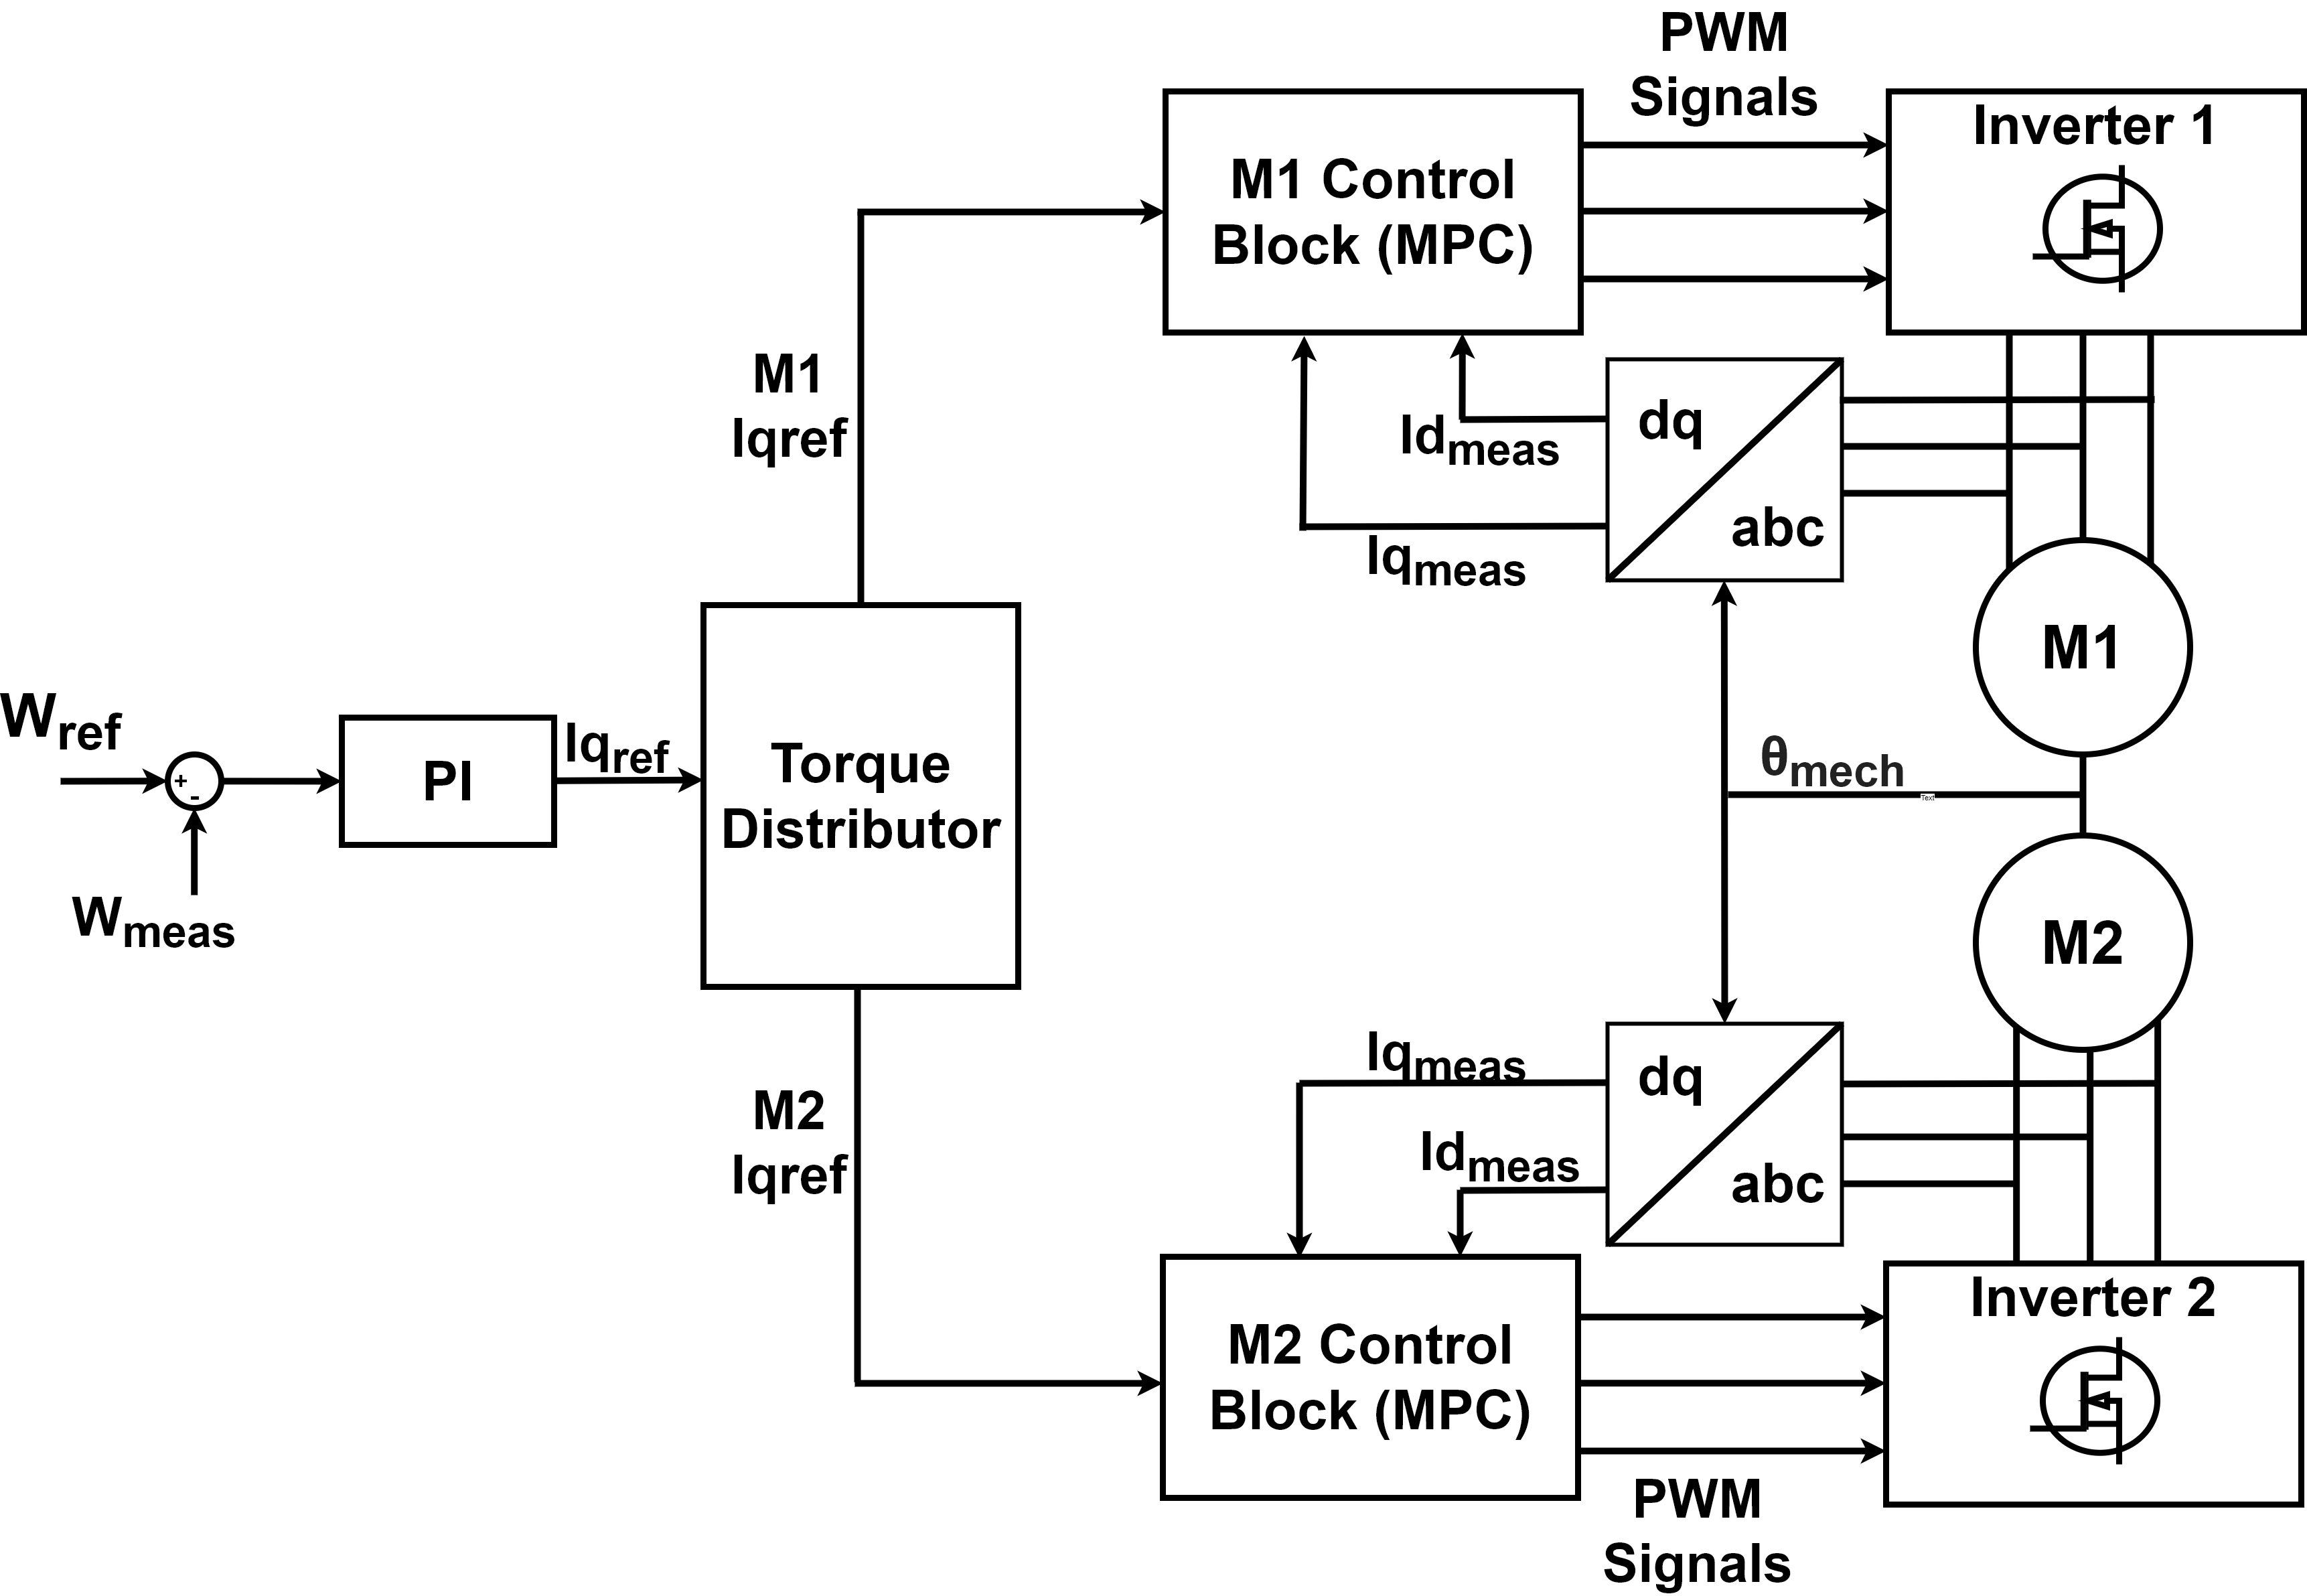 PWM
Signals
Inverter 1
M1 Control
Block (MPC)
M1
Iqref
dq
Idmeas
abc
Iqmeas
M1
Wref
Iqref
θmech
+
PI
Torque
-
Text
Distributor
Wmeas
M2
Iqmeas
dq
M2
Iqref
Idmeas
abc
Inverter 2
M2 Control
Block (MPC)
PWM
Signals